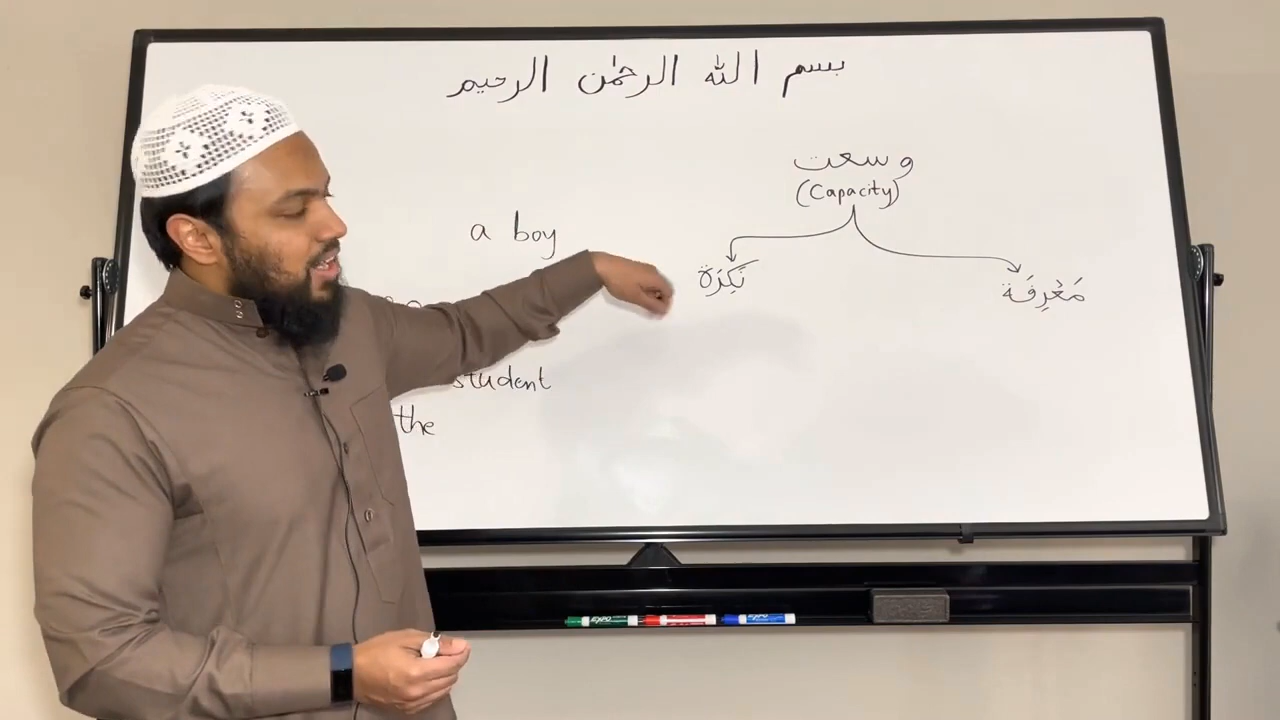 بسم الله الرحمٰن الرحيم
وسعت
(Capacity)
نَكِرَة
مَعْرِفَة
a boy
student
the